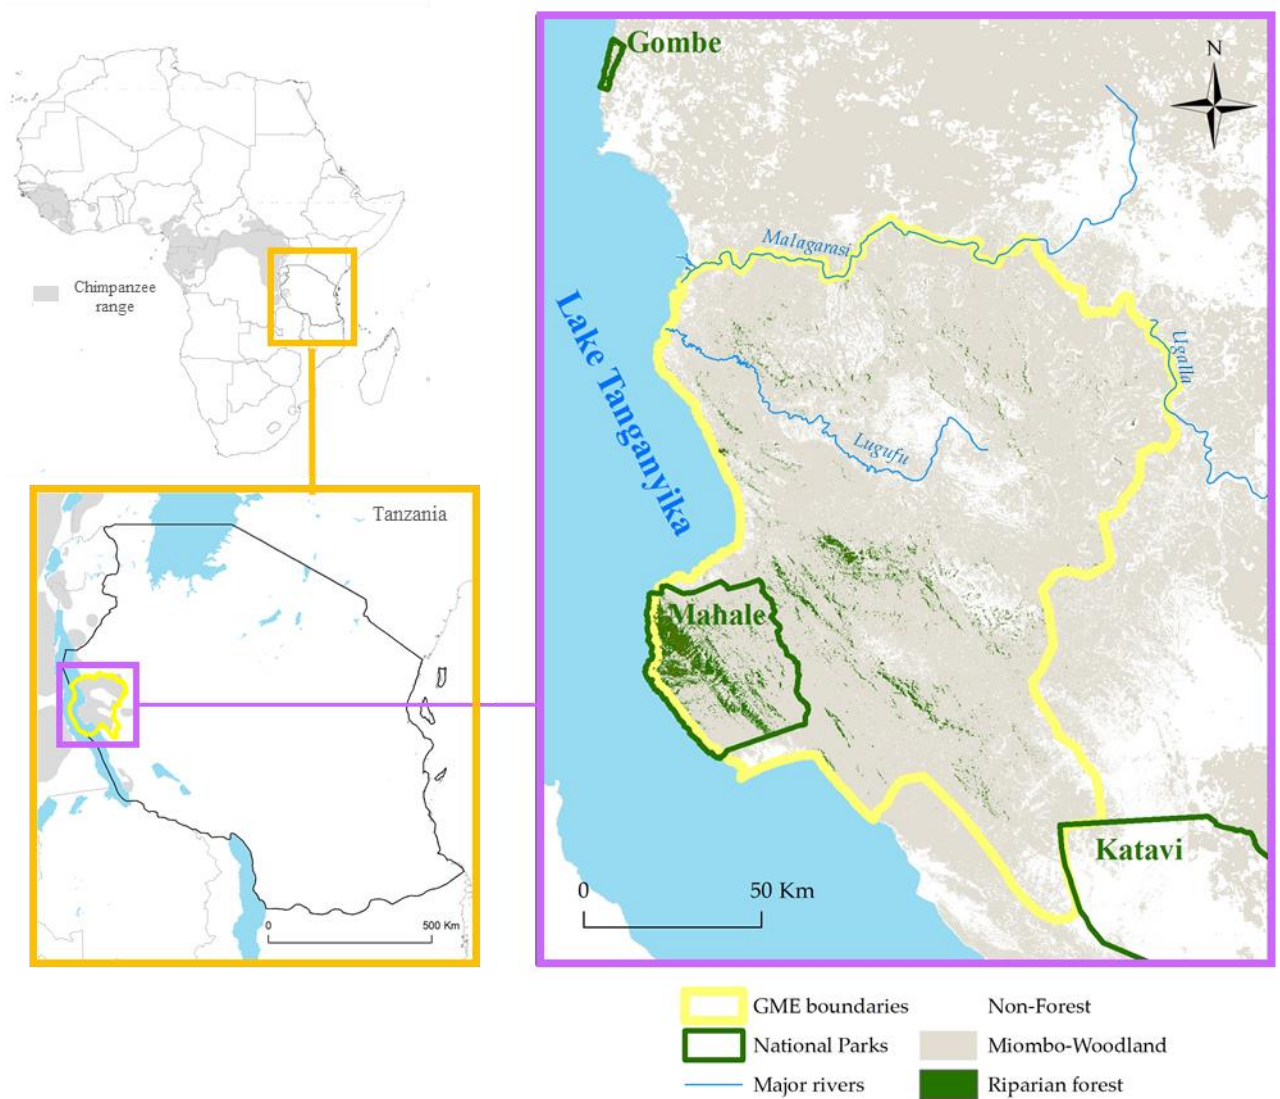 Chimpanzee
range
Tanzania
0
500 Km
Gombe
N
Malagarasi
Ugalla
Lugufu
Lake Tanganyika
Mahale
Katavi
0
50 Km
GME boundaries
National Parks
Major rivers
Non-Forest
Miombo-Woodland
Riparian forest